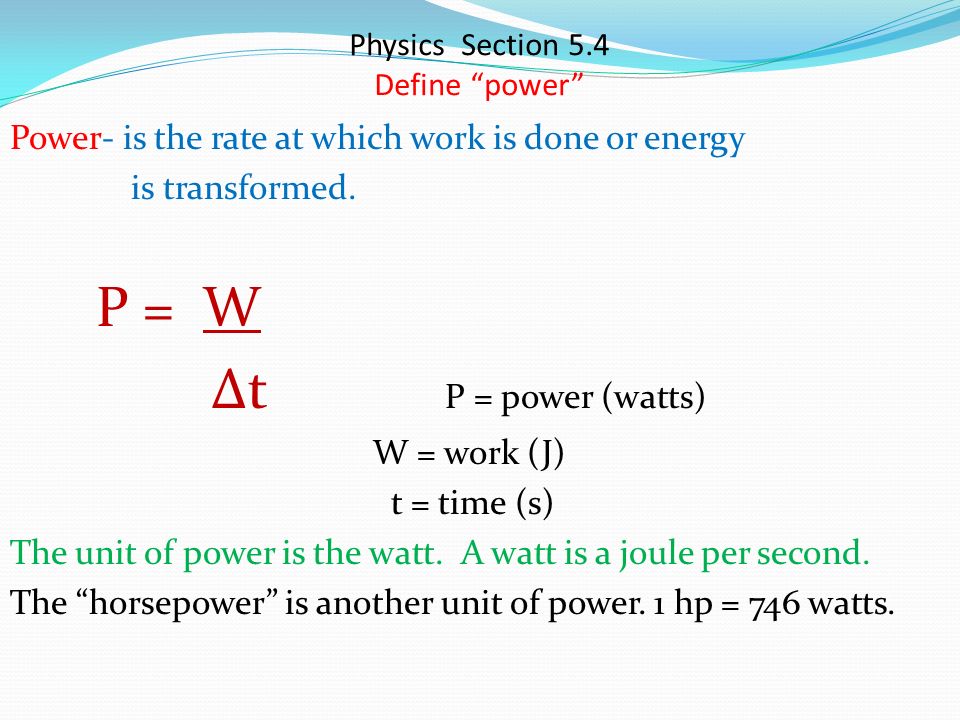 Physics  Section 5.4
Define “power”
Power- is the rate at which work is done or energy
is transformed.
P =  W
Δt
P = power (watts)
W = work (J)
t = time (s)
The unit of power is the watt.  A watt is a joule per second.
The “horsepower” is another unit of power. 1 hp = 746 watts.